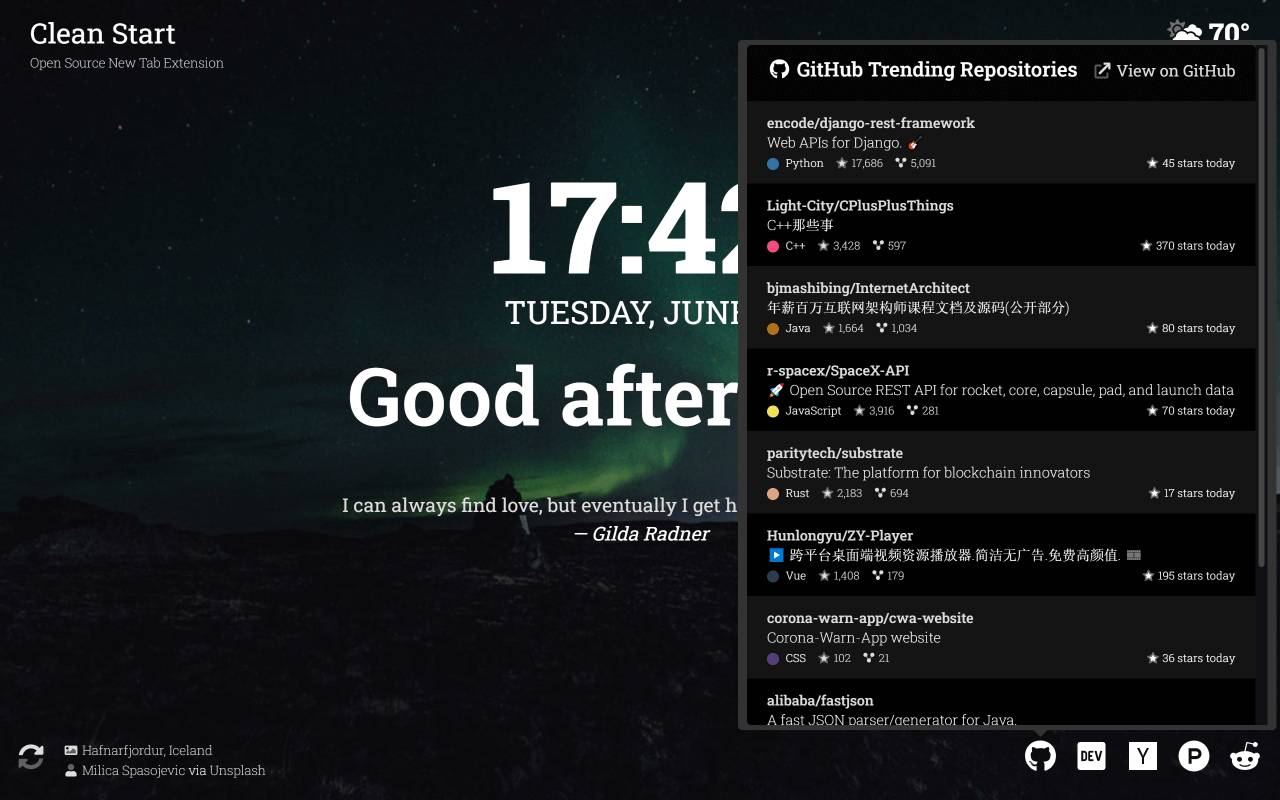 Clean Start
Open Source New Tab Extension
70°
17:42
TUESDAY, JUNE
Good after
I can always find love, but eventually I get h
— Gilda Radner
GitHub Trending Repositories
View on GitHub
encode/django-rest-framework
Web APIs for Django. 🎸
Python 17,686 5,091 45 stars today
Light-City/CPlusPlusThings
C++那些事
C++ 3,428 597 370 stars today
bjmashibing/InternetArchitect
年薪百万互联网架构师课程文档及源码(公开部分)
Java 1,664 1,034 80 stars today
r-spacex/SpaceX-API
🚀 Open Source REST API for rocket, core, capsule, pad, and launch data
JavaScript 3,916 281 70 stars today
paritytech/substrate
Substrate: The platform for blockchain innovators
Rust 2,183 694 17 stars today
Hunlongyu/ZY-Player
▶️ 跨平台桌面端视频资源播放器.简洁无广告.免费高颜值.
Vue 1,408 179 195 stars today
corona-warn-app/cwa-website
Corona-Warn-App website
CSS 102 21 36 stars today
alibaba/fastjson
A fast JSON parser/generator for Java.
Hafnarfjordur, Iceland
Milica Spasojevic via Unsplash
DEV
Y
P